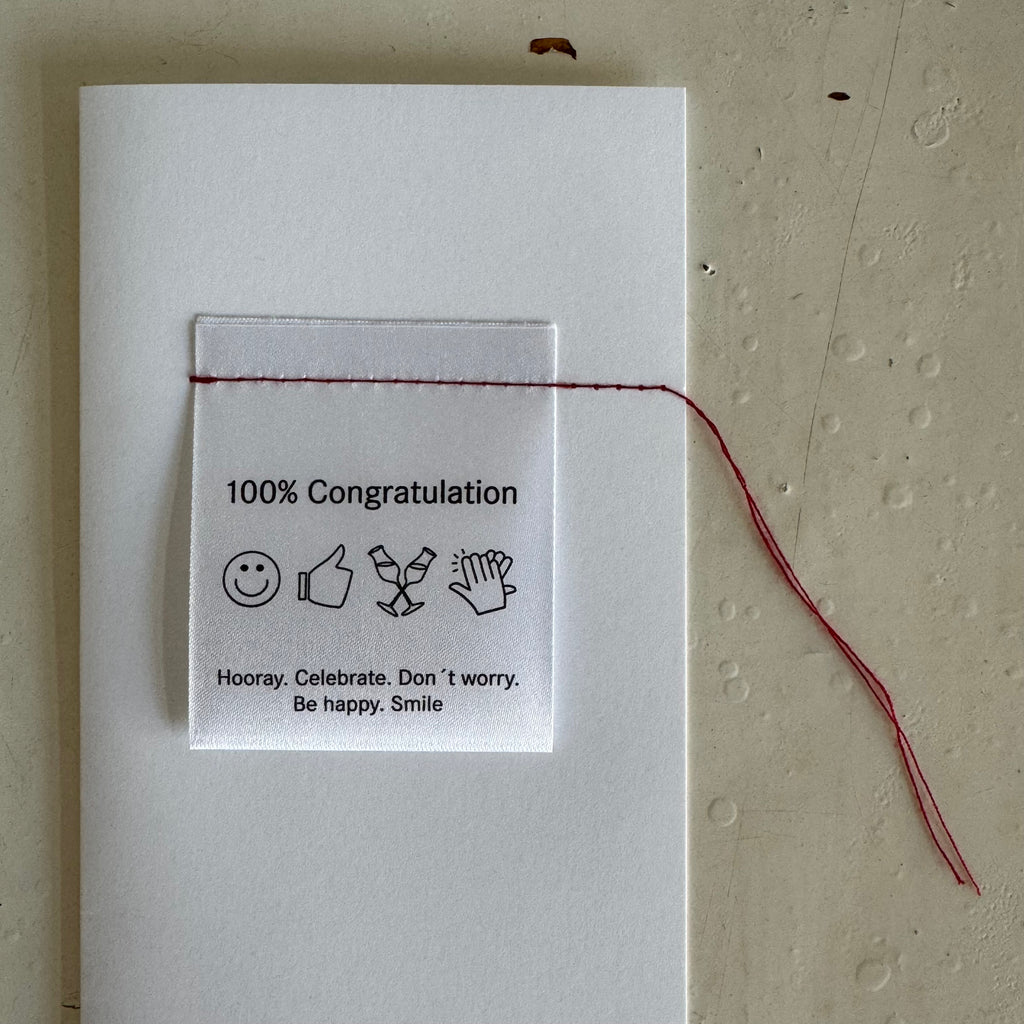 100% Congratulation
Hooray. Celebrate. Don´t worry.
Be happy. Smile